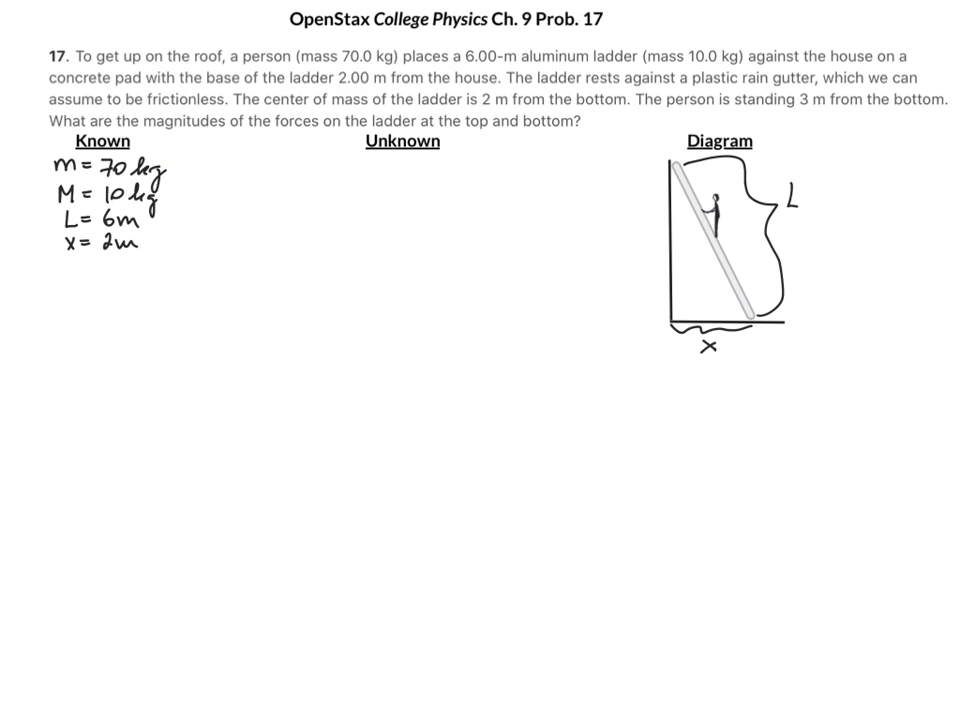 OpenStax College Physics Ch. 9 Prob. 17
17. To get up on the roof, a person (mass 70.0 kg) places a 6.00-m aluminum ladder (mass 10.0 kg) against the house on a
concrete pad with the base of the ladder 2.00 m from the house. The ladder rests against a plastic rain gutter, which we can
assume to be frictionless. The center of mass of the ladder is 2 m from the bottom. The person is standing 3 m from the bottom.
What are the magnitudes of the forces on the ladder at the top and bottom?
Known Unknown Diagram
m = 70 kg
M = 10 kg
L = 6m
x = 2m
L
x